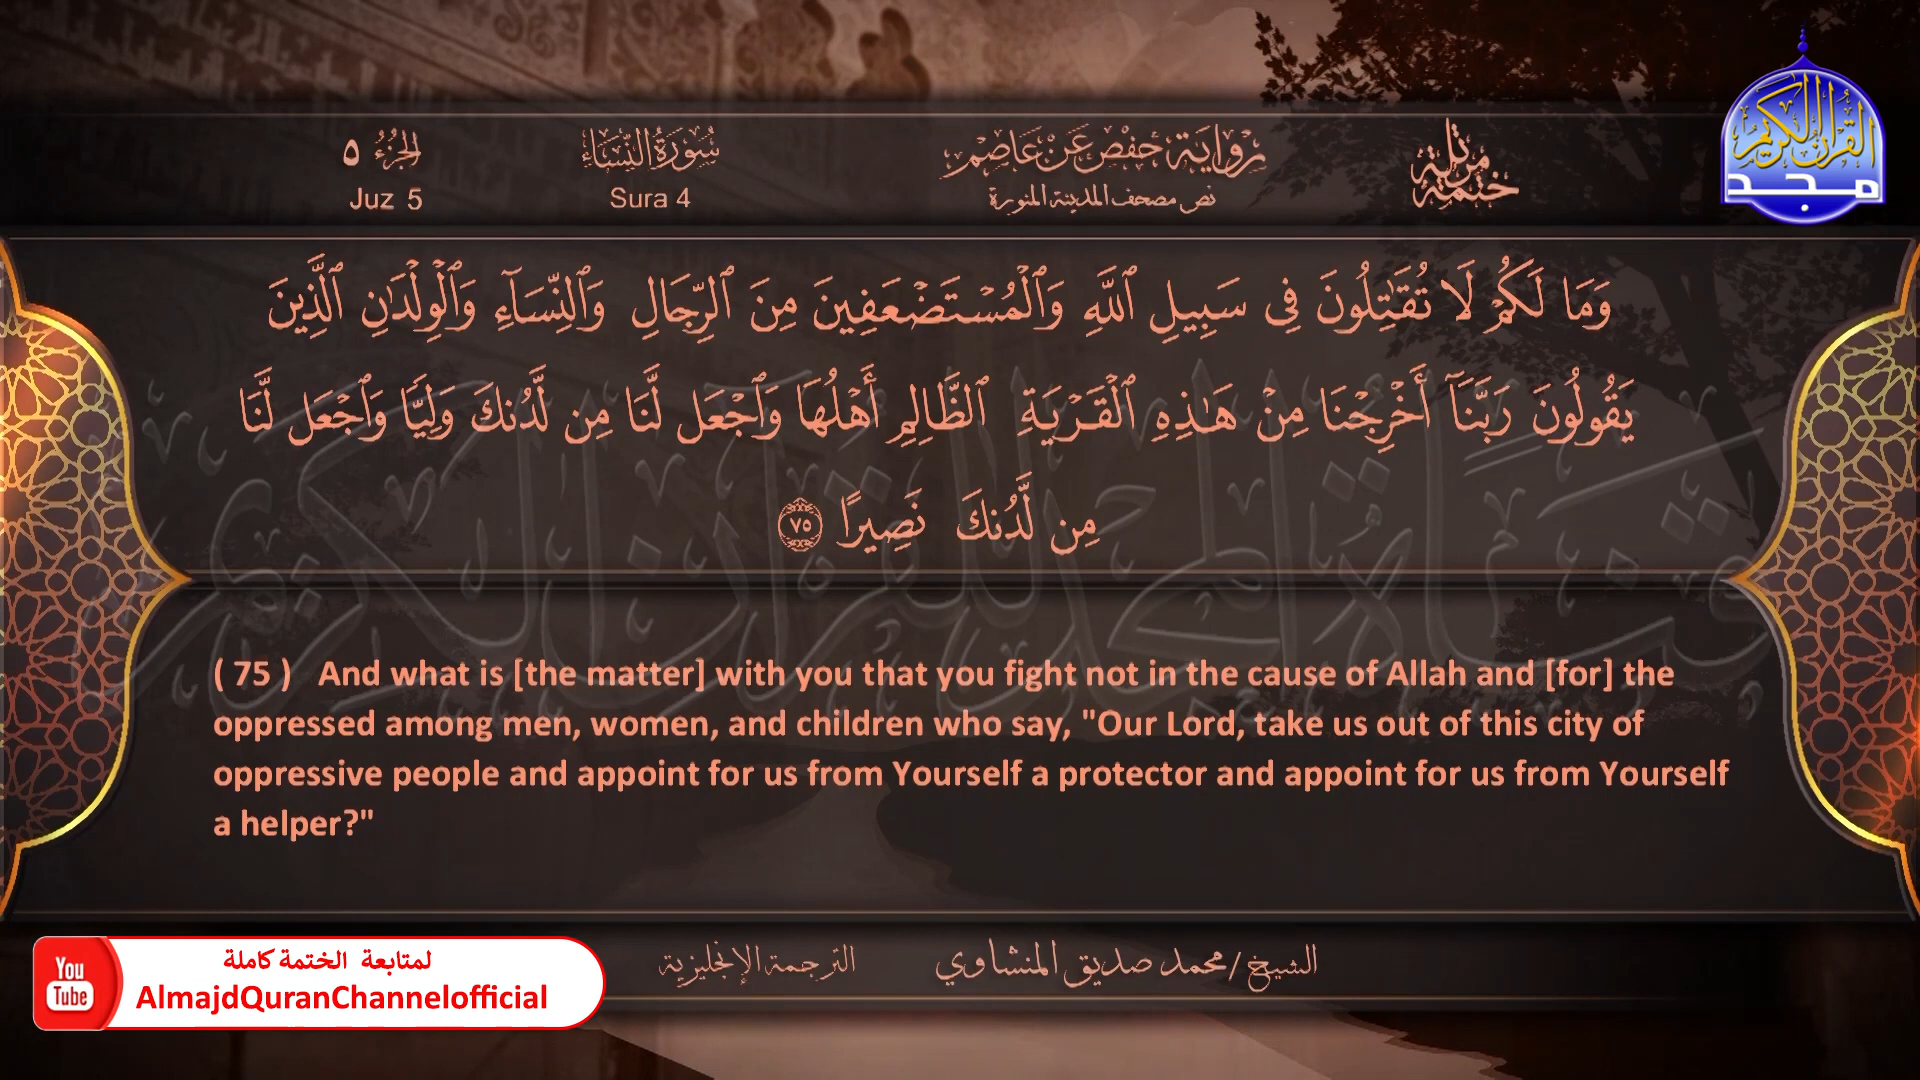 الجزء ٥
Juz 5
سورة النساء
Sura 4
رواية حفص عن عاصم
نص مصحف المدينة المنورة
ختمة مرتلة
القرآن الكريم
مجد
وَمَا لَكُمْ لَا تُقَٰتِلُونَ فِى سَبِيلِ ٱللَّهِ وَٱلْمُسْتَضْعَفِينَ مِنَ ٱلرِّجَالِ وَٱلنِّسَآءِ وَٱلْوِلْدَٰنِ ٱلَّذِينَ
يَقُولُونَ رَبَّنَآ أَخْرِجْنَا مِنْ هَٰذِهِ ٱلْقَرْيَةِ ٱلظَّالِمِ أَهْلُهَا وَٱجْعَل لَّنَا مِن لَّدُنكَ وَلِيًّا وَٱجْعَل لَّنَا
مِن لَّدُنكَ نَصِيرًا ٧٥
قناة المجد للقرآن الكريم
( 75 ) And what is [the matter] with you that you fight not in the cause of Allah and [for] the
oppressed among men, women, and children who say, "Our Lord, take us out of this city of
oppressive people and appoint for us from Yourself a protector and appoint for us from Yourself
a helper?"
الشيخ / محمد صديق المنشاوي
الترجمة الإنجليزية
You
Tube
لمتابعة الختمة كاملة
AlmajdQuranChannelofficial